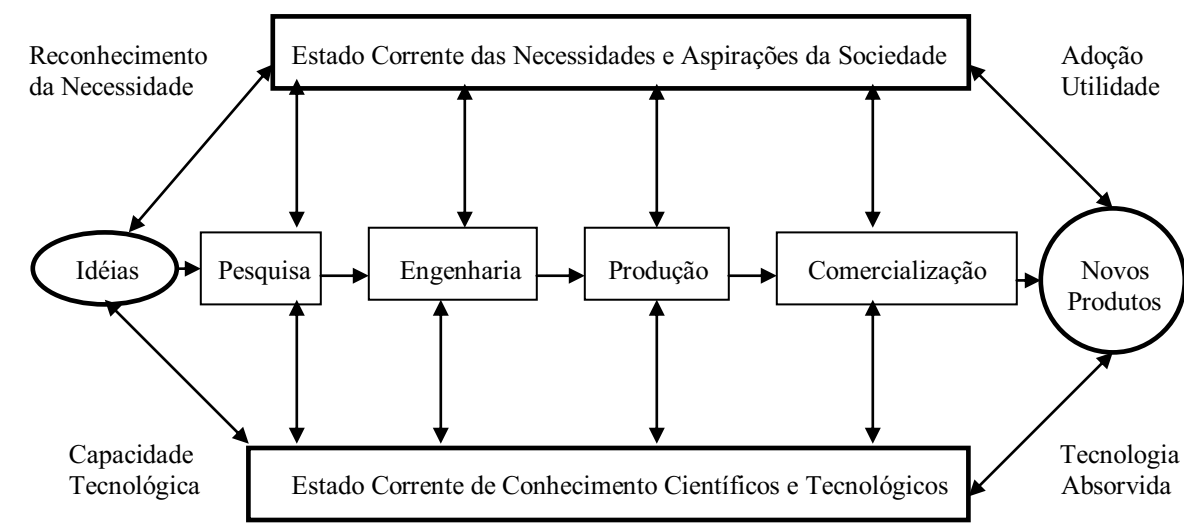 Reconhecimento
da Necessidade
Estado Corrente das Necessidades e Aspirações da Sociedade
Adoção
Utilidade
Idéias
Pesquisa
Engenharia
Produção
Comercialização
Novos
Produtos
Capacidade
Tecnológica
Estado Corrente de Conhecimento Científicos e Tecnológicos
Tecnologia
Absorvida